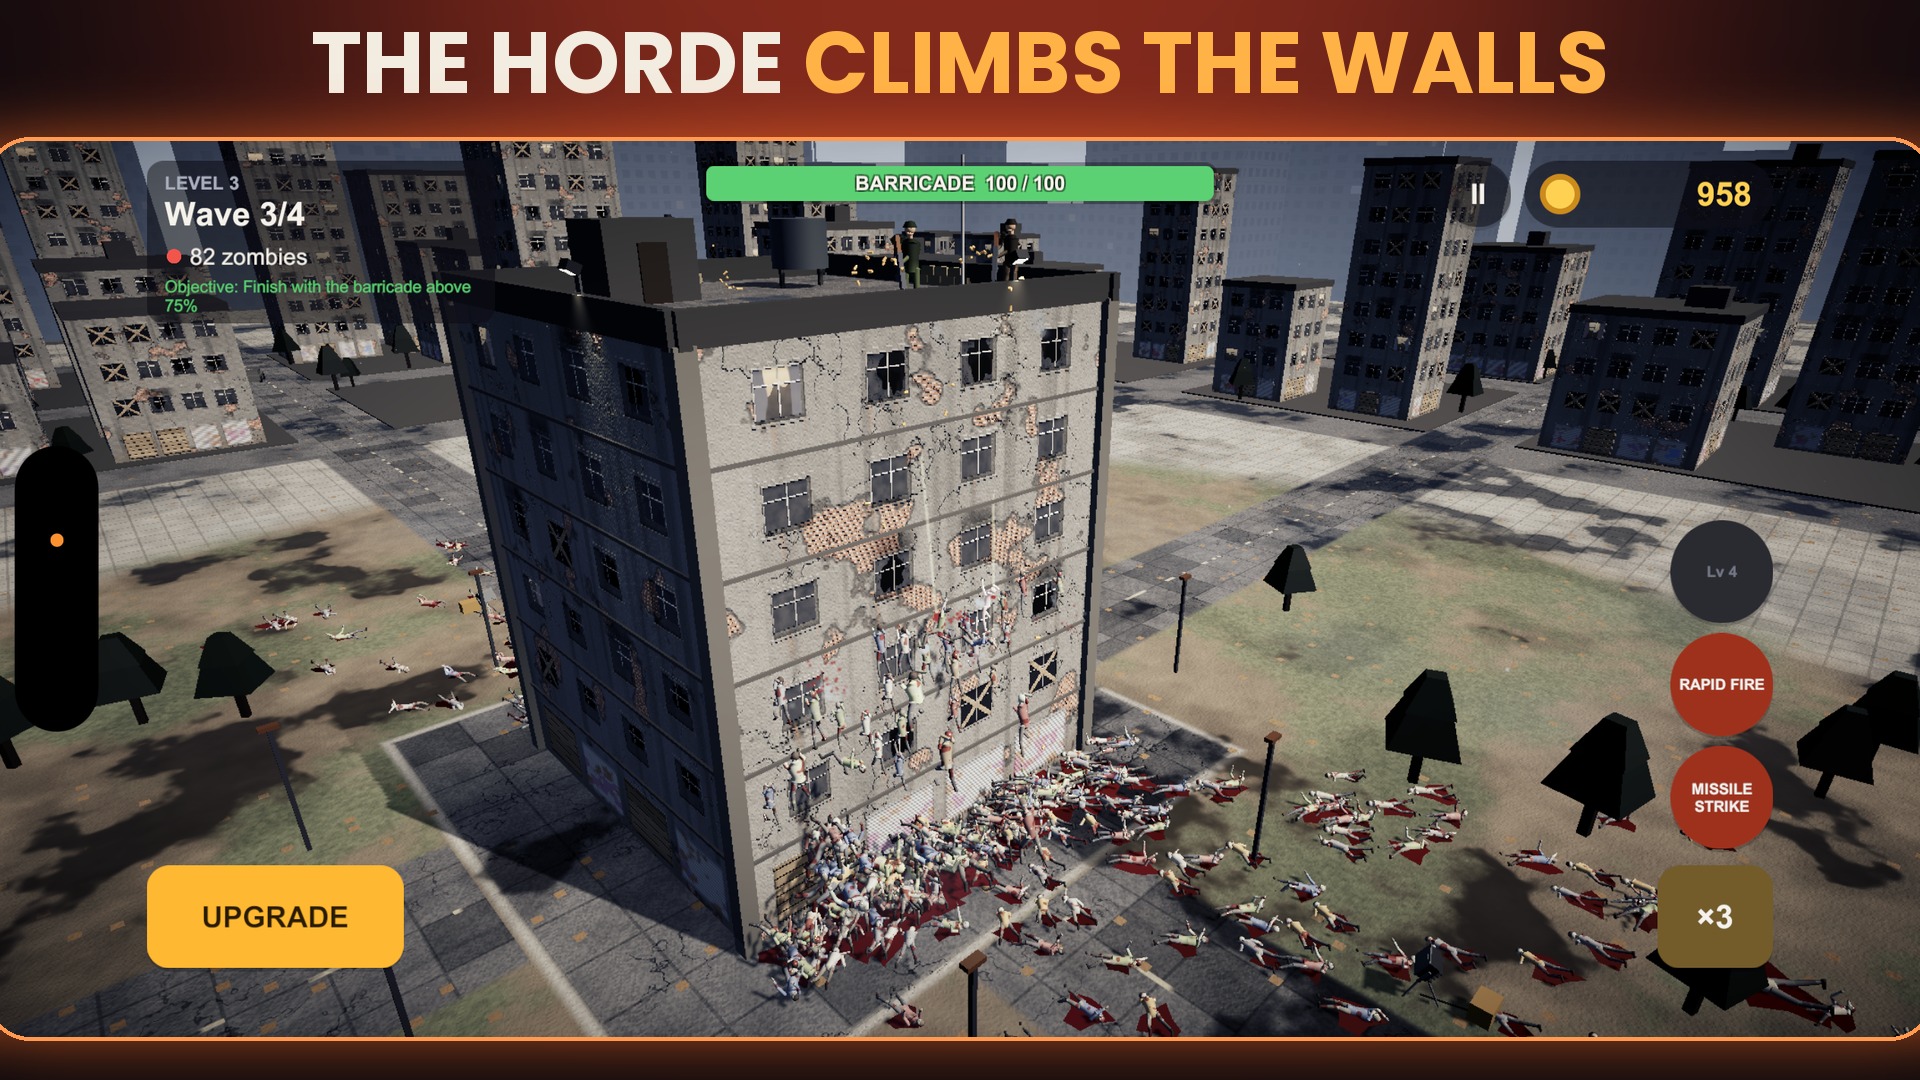 THE HORDE CLIMBS THE WALLS
LEVEL 3
Wave 3/4
82 zombies
Objective: Finish with the barricade above
75%
BARRICADE 100 / 100
958
Lv 4
RAPID FIRE
MISSILE
STRIKE
UPGRADE
×3